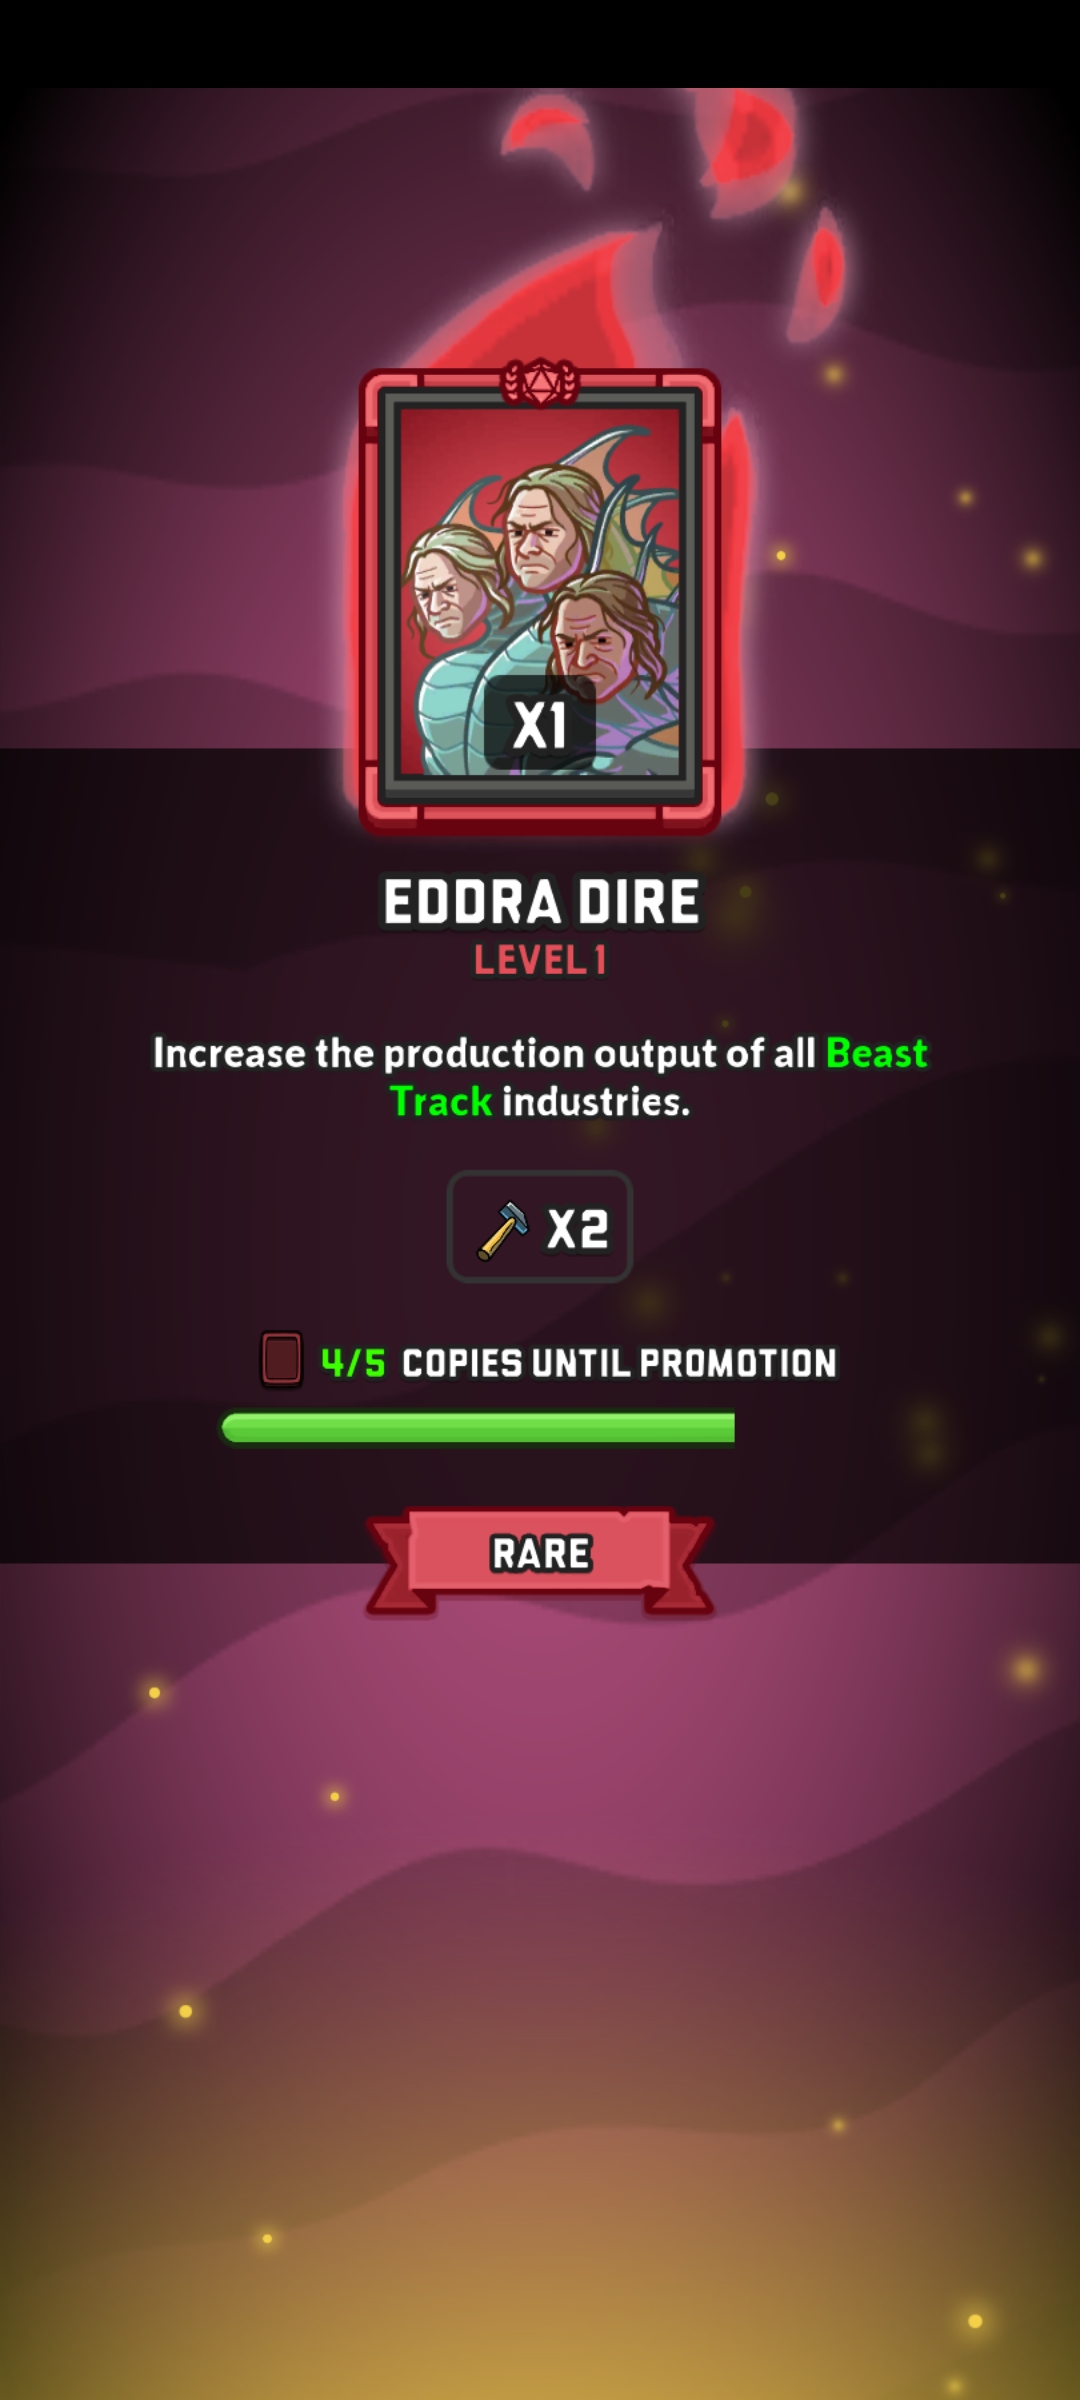 X1
EDDRA DIRE
LEVEL 1
Increase the production output of all Beast
Track industries.
X2
4/5 COPIES UNTIL PROMOTION
RARE